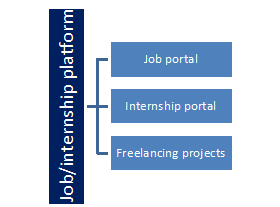 Job/internship platform
Job portal
Internship portal
Freelancing projects